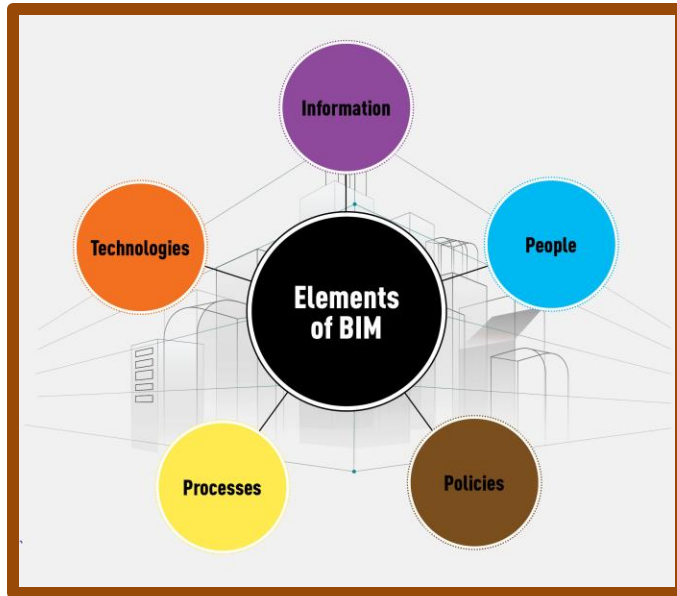 Information
Technologies
People
Elements
of BIM
Processes
Policies